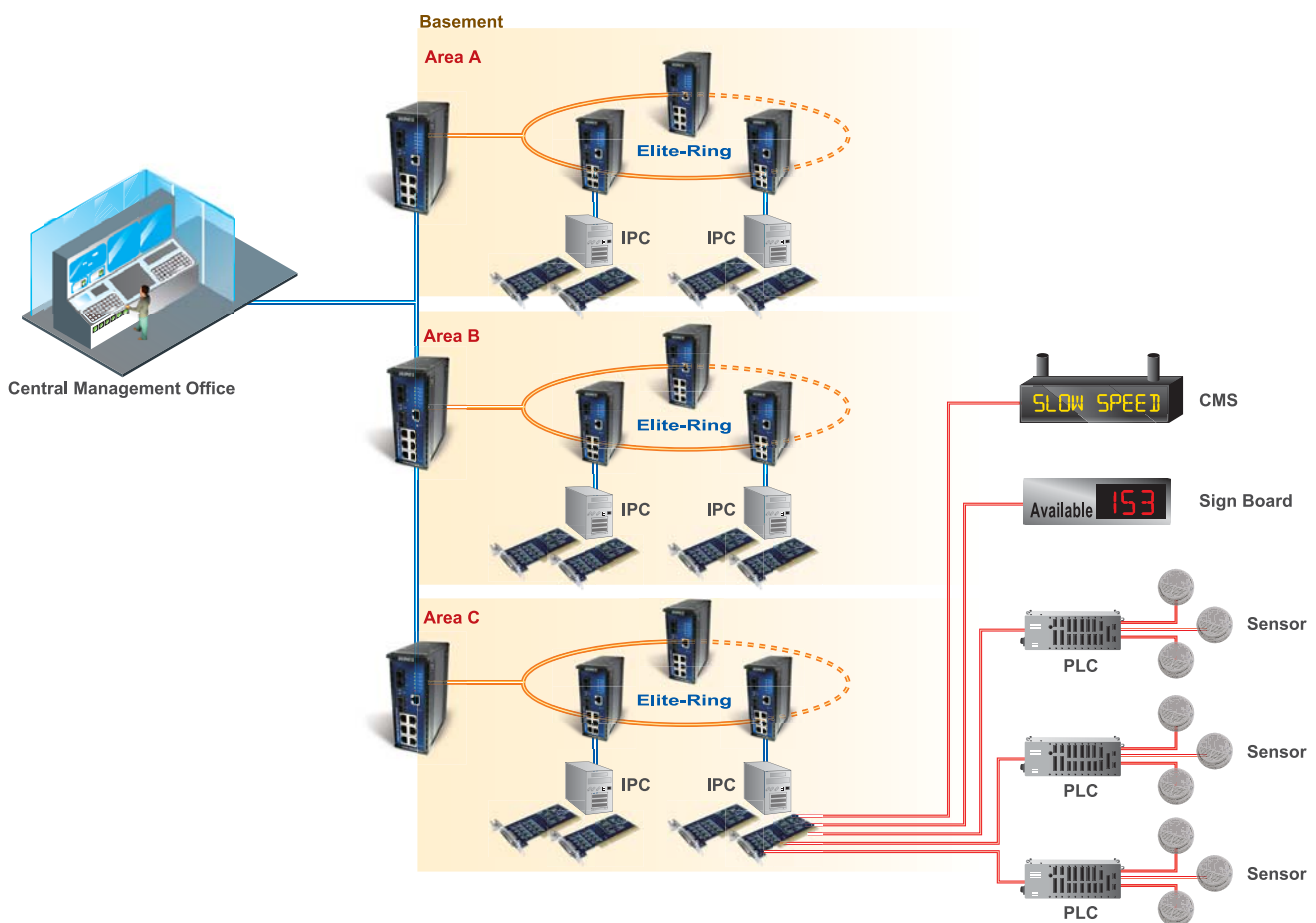 Basement
Area A
Elite-Ring
IPC
IPC
Central Management Office
Area B
Elite-Ring
IPC
IPC
SLOW SPEED
CMS
Available 153
Sign Board
Area C
Elite-Ring
IPC
IPC
PLC
Sensor
PLC
Sensor
PLC
Sensor